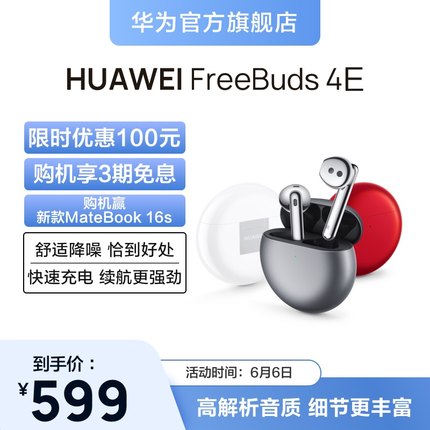 华为官方旗舰店
HUAWEI FreeBuds 4E
限时优惠100元
购机享3期免息
购机赢
新款MateBook 16s
舒适降噪 恰到好处
快速充电 续航更强劲
HUAWEI
到手价:
¥599
活动时间:6月6日
高解析音质 细节更丰富